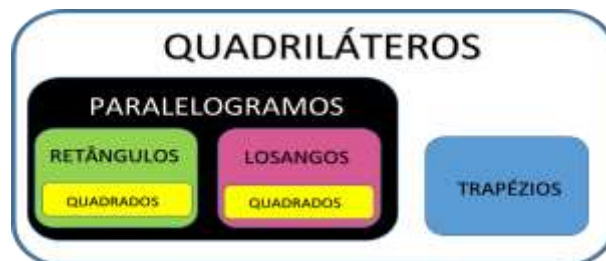 QUADRILÁTEROS
PARALELOGRAMOS
RETÂNGULOS
QUADRADOS
LOSANGOS
QUADRADOS
TRAPÉZIOS